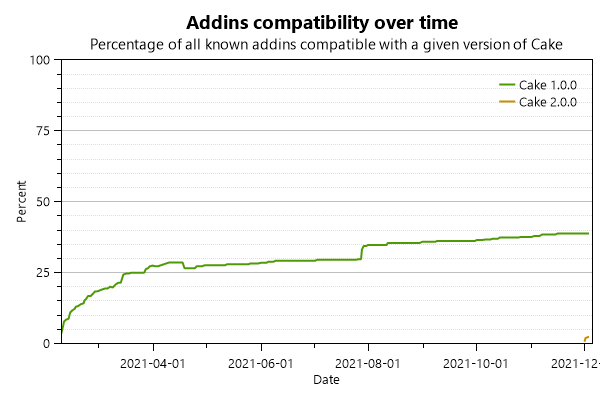 Addins compatibility over time
Percentage of all known addins compatible with a given version of Cake
100
75
50
25
0
Percent
Cake 1.0.0
Cake 2.0.0
2021-04-01
2021-06-01
2021-08-01
2021-10-01
2021-12-
Date